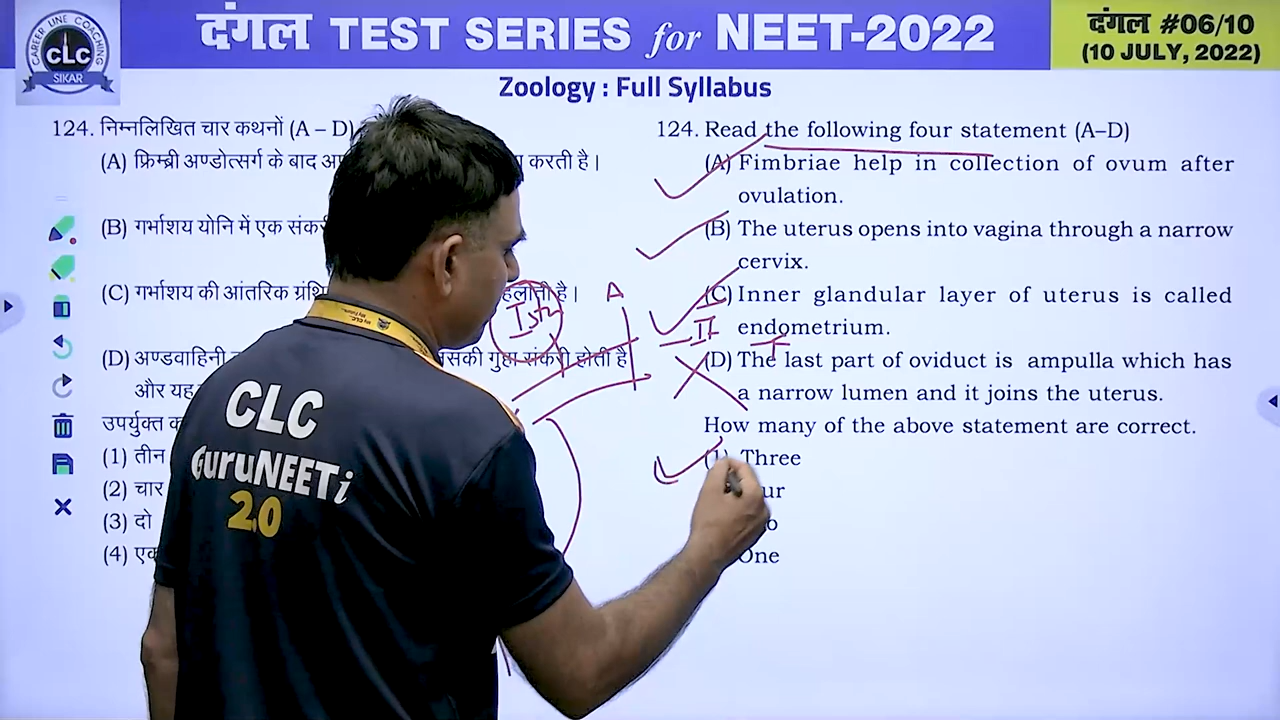 CAREER LINE COACHING
CLC
SIKAR
दंगल TEST SERIES for NEET-2022
दंगल #06/10
(10 JULY, 2022)
Zoology : Full Syllabus
124. निम्नलिखित चार कथनों (A – D)
(A) फ्रिम्ब्री अण्डोत्सर्ग के बाद करती है।
(B) गर्भाशय योनि में एक
(C) गर्भाशय की आंतरिक है।
(D) अण्डवाहिनी गुहा संकरी होती है
और यह
उपर्युक्त
(1) तीन
(2) चार
(3) दो
(4)
124. Read the following four statement (A–D)
(A) Fimbriae help in collection of ovum after
ovulation.
(B) The uterus opens into vagina through a narrow
cervix.
(C) Inner glandular layer of uterus is called
endometrium.
(D) The last part of oviduct is ampulla which has
a narrow lumen and it joins the uterus.
How many of the above statement are correct.
(1) Three
One
A
II
CLC
GuruNEETi
2.0